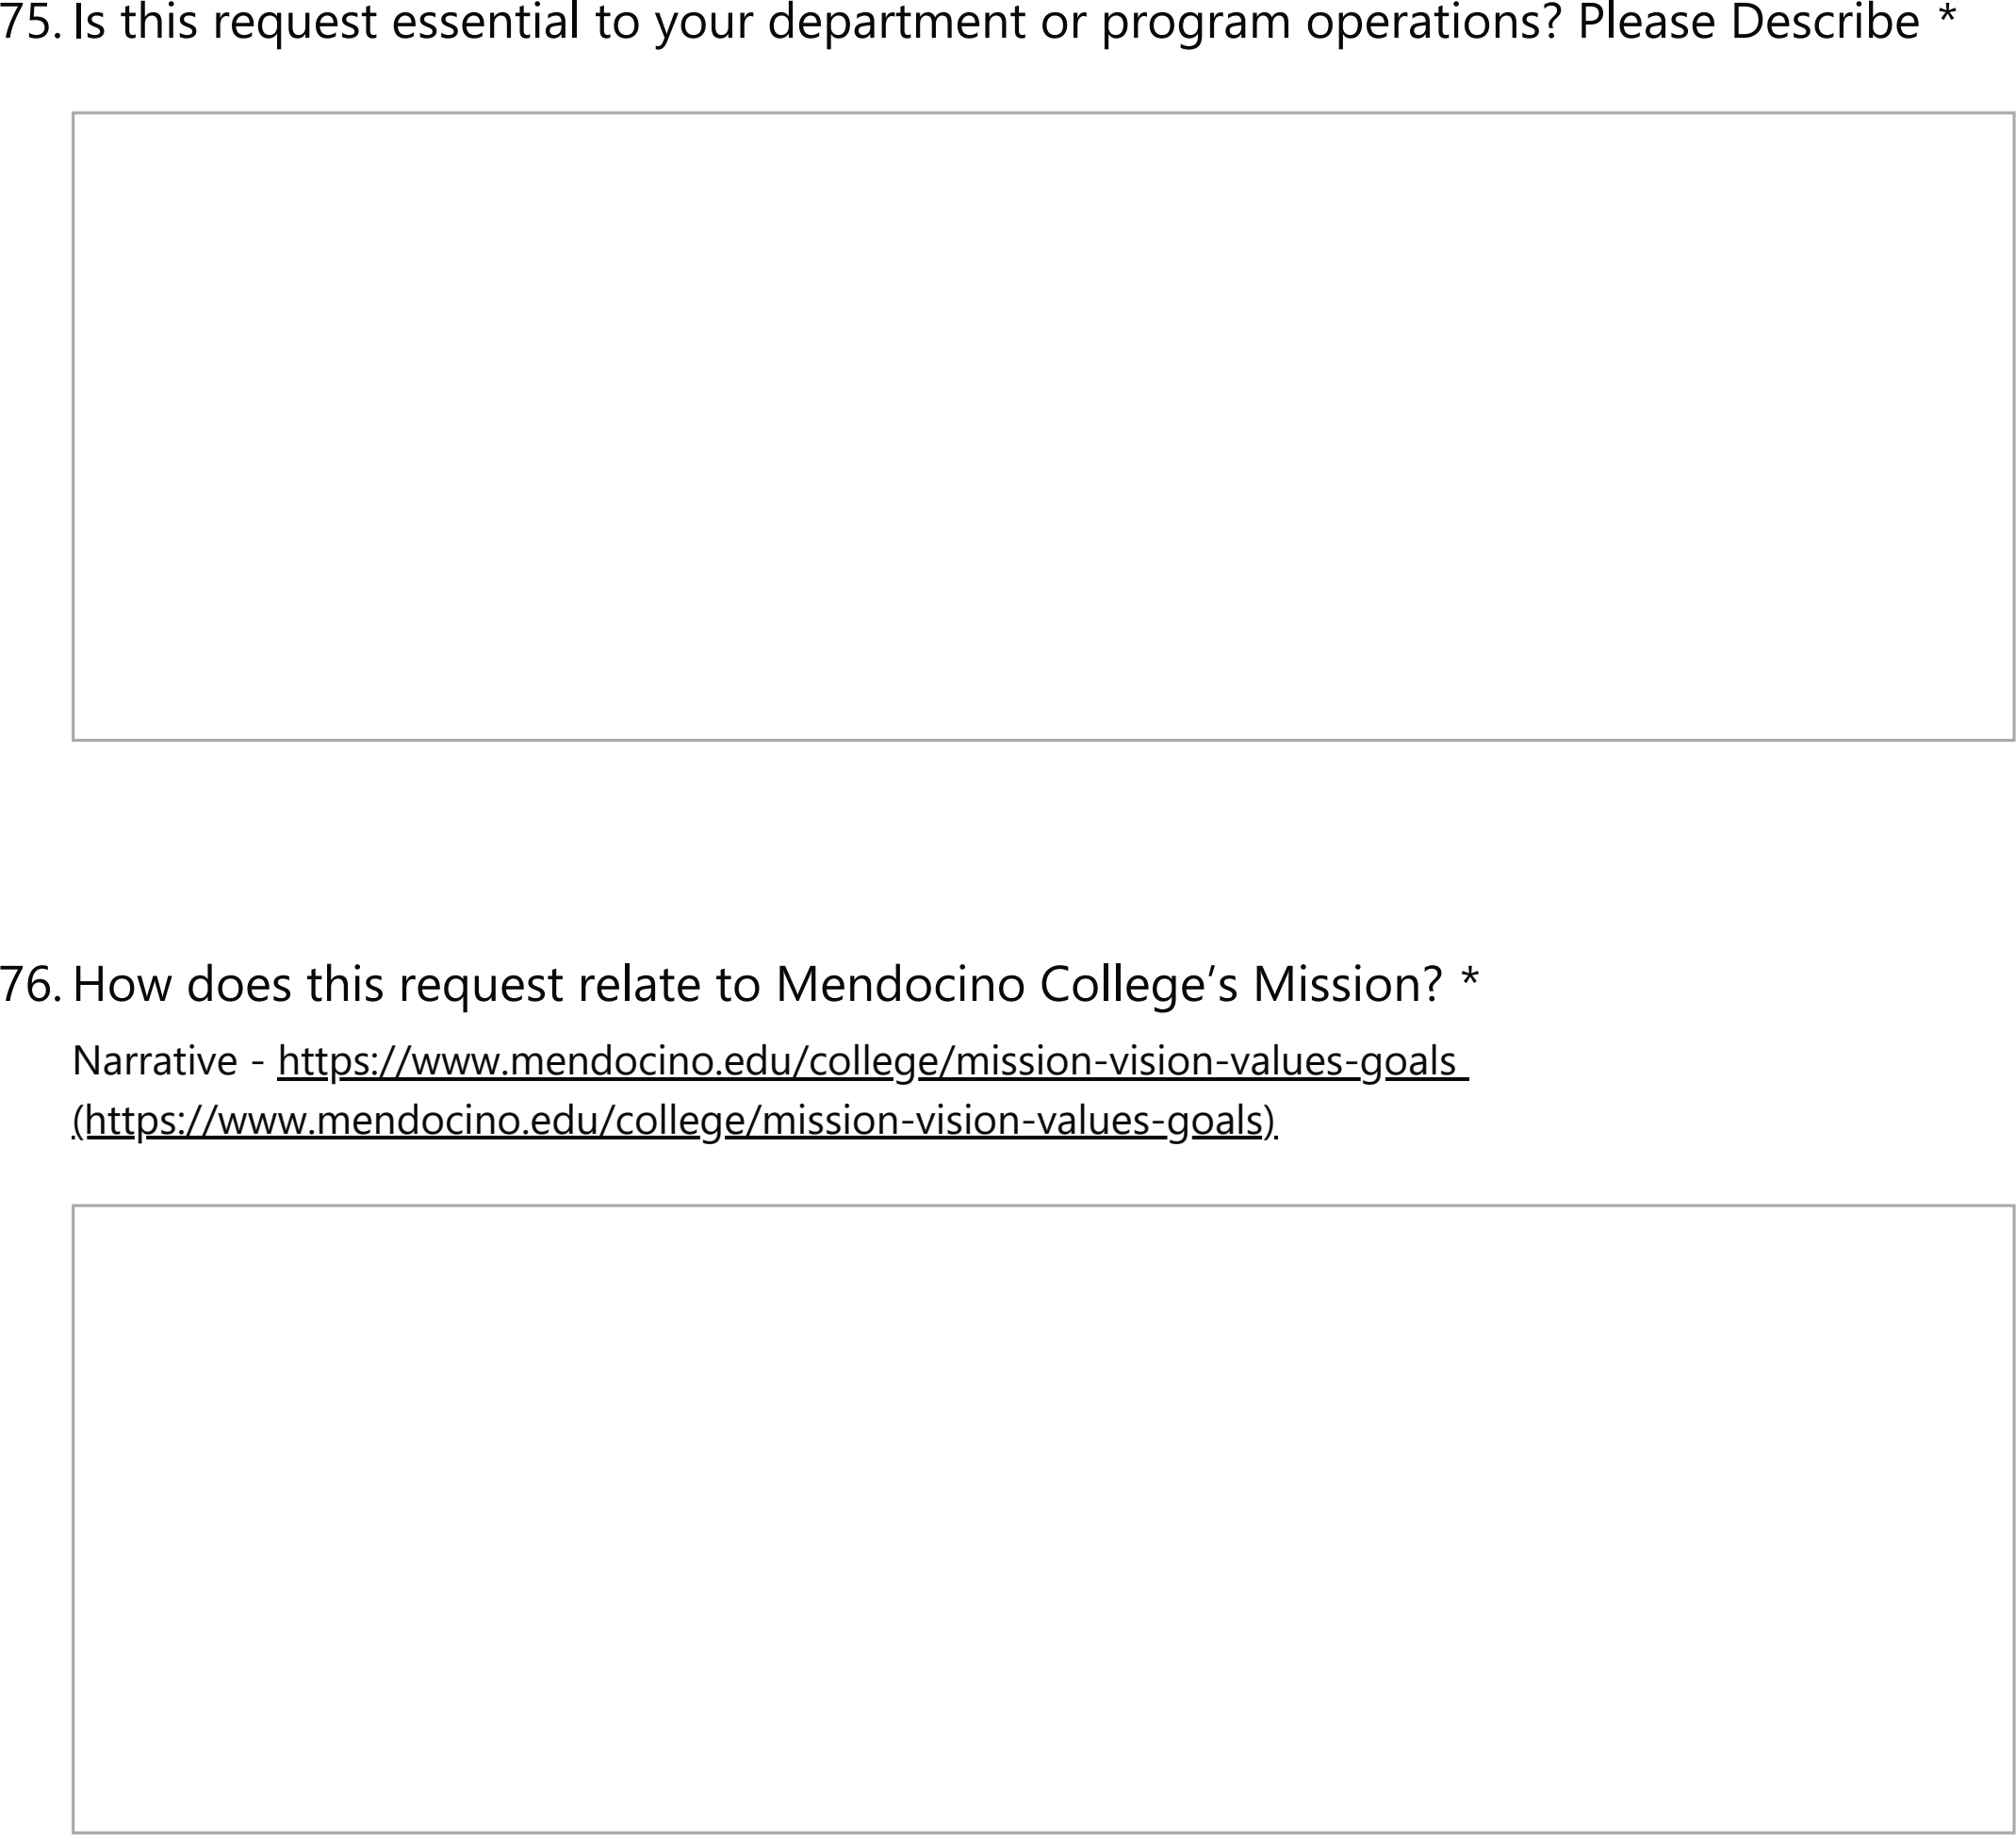 75. Is this request essential to your department or program operations? Please Describe *
76. How does this request relate to Mendocino College‘s Mission? *
Narrative - https://www.mendocino.edu/college/mission-vision-values-goals
(https://www.mendocino.edu/college/mission-vision-values-goals)